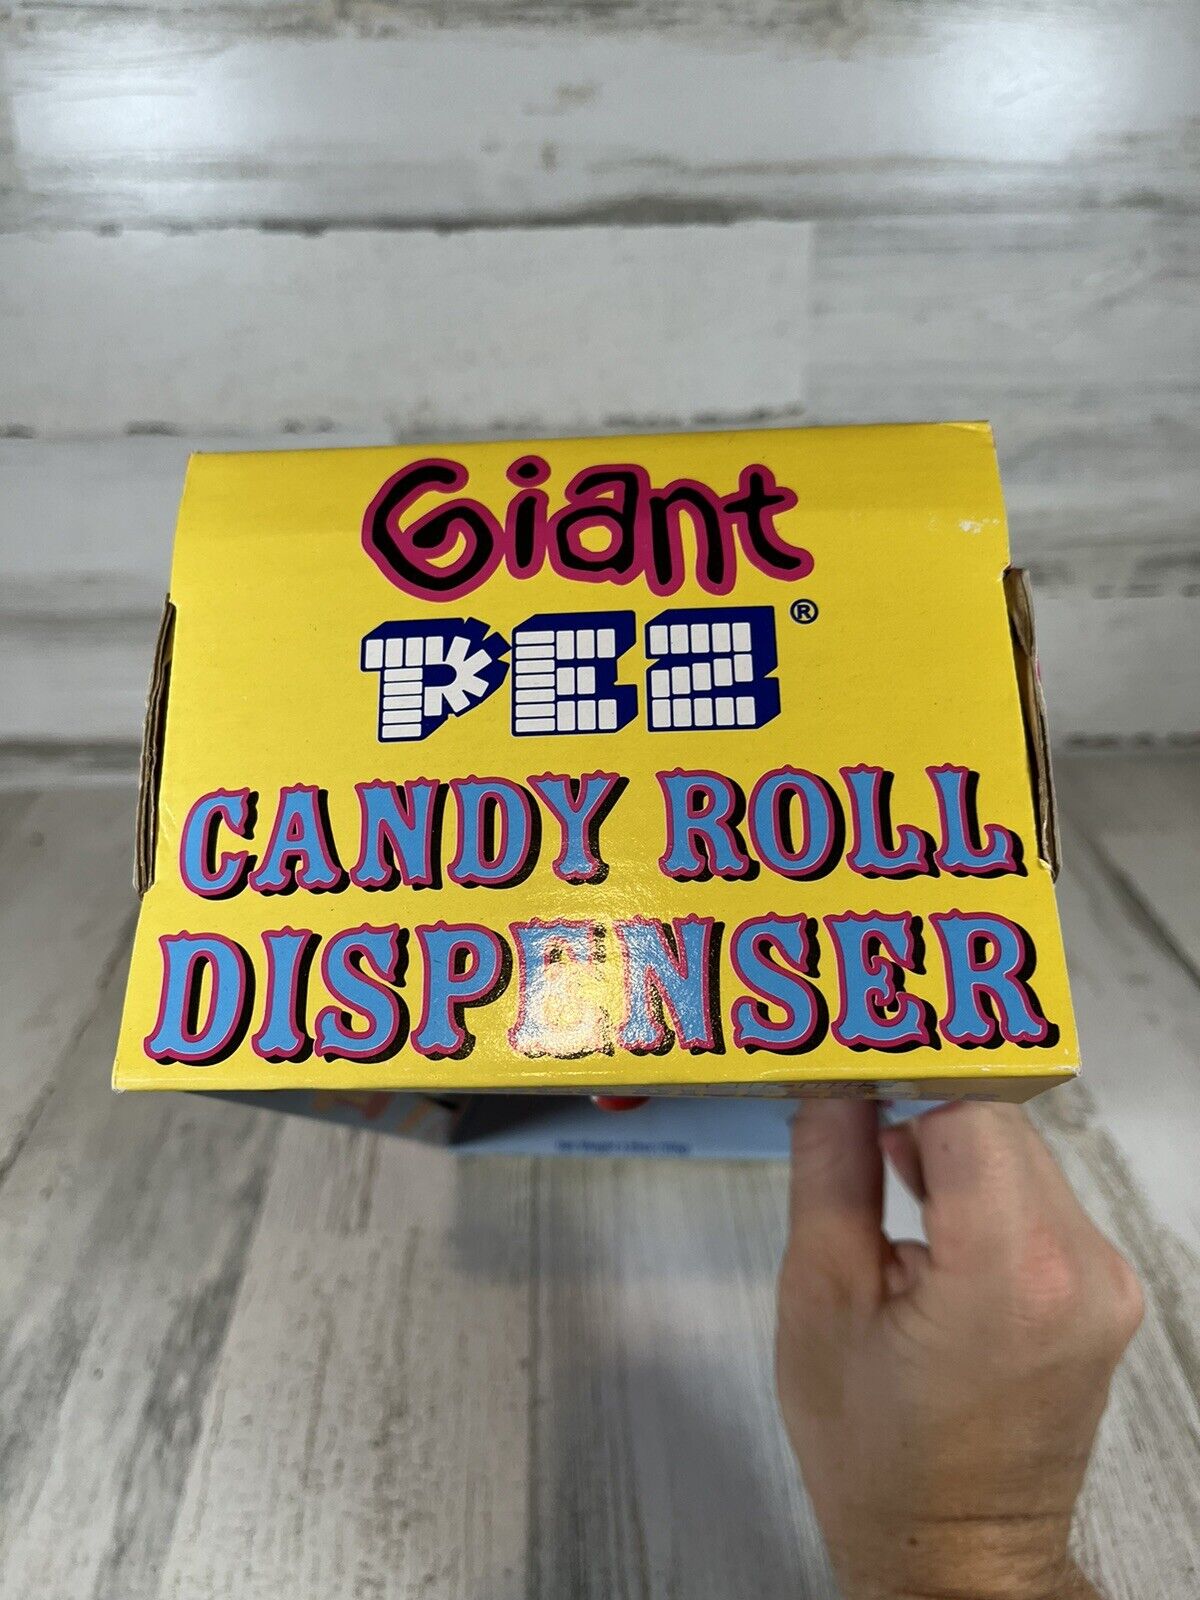 Giant
PEZ®
CANDY ROLL
DISPENSER